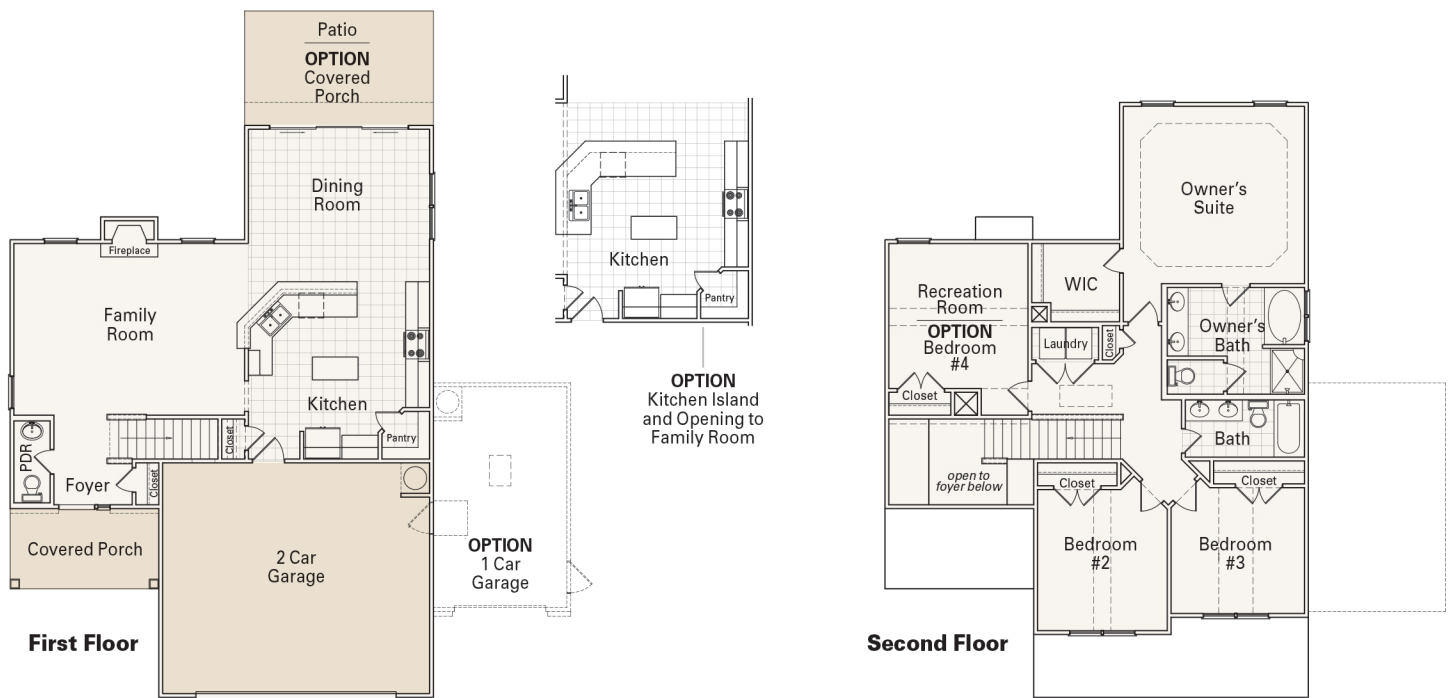 Patio
OPTION
Covered
Porch
Dining
Room
Fireplace
Family
Room
Kitchen
Pantry
Closet
PDR
Foyer
Closet
Covered Porch
2 Car
Garage
OPTION
1 Car
Garage
First Floor
Kitchen
Pantry
OPTION
Kitchen Island
and Opening to
Family Room
Owner's
Suite
WIC
Recreation
Room
OPTION
Bedroom
#4
Laundry
Closet
Owner's
Bath
Closet
Bath
open to
foyer below
Closet
Closet
Bedroom
#2
Bedroom
#3
Second Floor